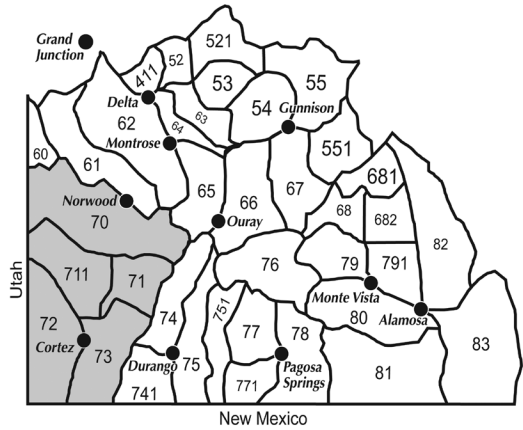 521
Grand
Junction
52
411
53
55
Delta
54
Gunnison
63
62
64
Montrose
551
60
61
681
65
66
67
Norwood
70
68
682
Ouray
82
711
71
76
79
791
Utah
Monte Vista
72
74
751
80
Alamosa
77
78
Cortez
73
83
Durango
75
Pagosa
Springs
81
741
771
New Mexico